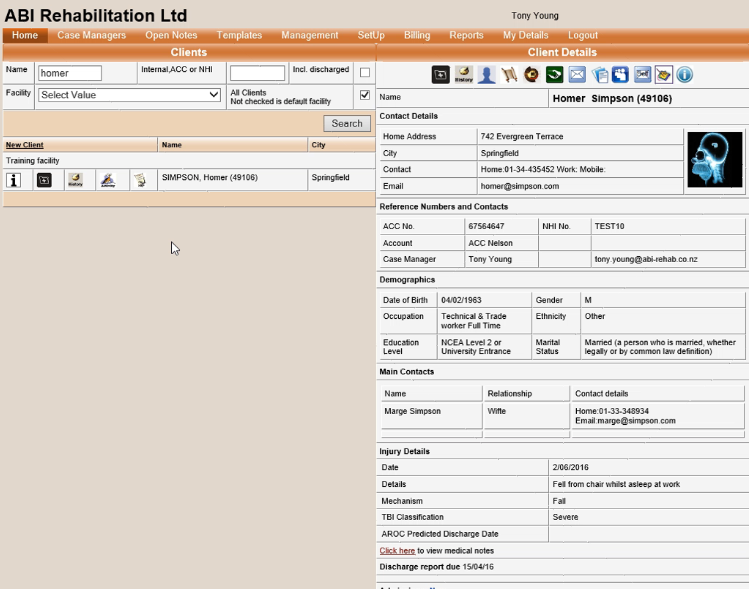 ABI Rehabilitation Ltd
Tony Young
Home Case Managers Open Notes Templates Management SetUp Billing Reports My Details Logout
Clients
Name homer Internal,ACC or NHI Incl. discharged
Facility Select Value All Clients
Not checked is default facility
Search
New Client Name City
Training facility
SIMPSON, Homer (49106) Springfield
Client Details
Name Homer Simpson (49106)
Contact Details
Home Address 742 Evergreen Terrace
City Springfield
Contact Home:01-34-435452 Work: Mobile:
Email homer@simpson.com
Reference Numbers and Contacts
ACC No. 67564647 NHI No. TEST10
Account ACC Nelson
Case Manager Tony Young tony.young@abi-rehab.co.nz
Demographics
Date of Birth 04/02/1963 Gender M
Occupation Technical & Trade worker Full Time Ethnicity Other
Education Level NCEA Level 2 or University Entrance Marital Status Married (a person who is married, whether legally or by common law definition)
Main Contacts
Name Relationship Contact details
Marge Simpson Wifte Home:01-33-348934
Email:marge@simpson.com
Injury Details
Date 2/06/2016
Details Fell from chair whilst asleep at work
Mechanism Fall
TBI Classification Severe
AROC Predicted Discharge Date
Click here to view medical notes
Discharge report due 15/04/16